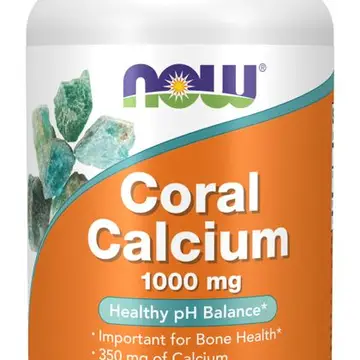 NOW®
Coral
Calcium
1000 mg
Healthy pH Balance*
• Important for Bone Health*
• 350 mg of Calcium